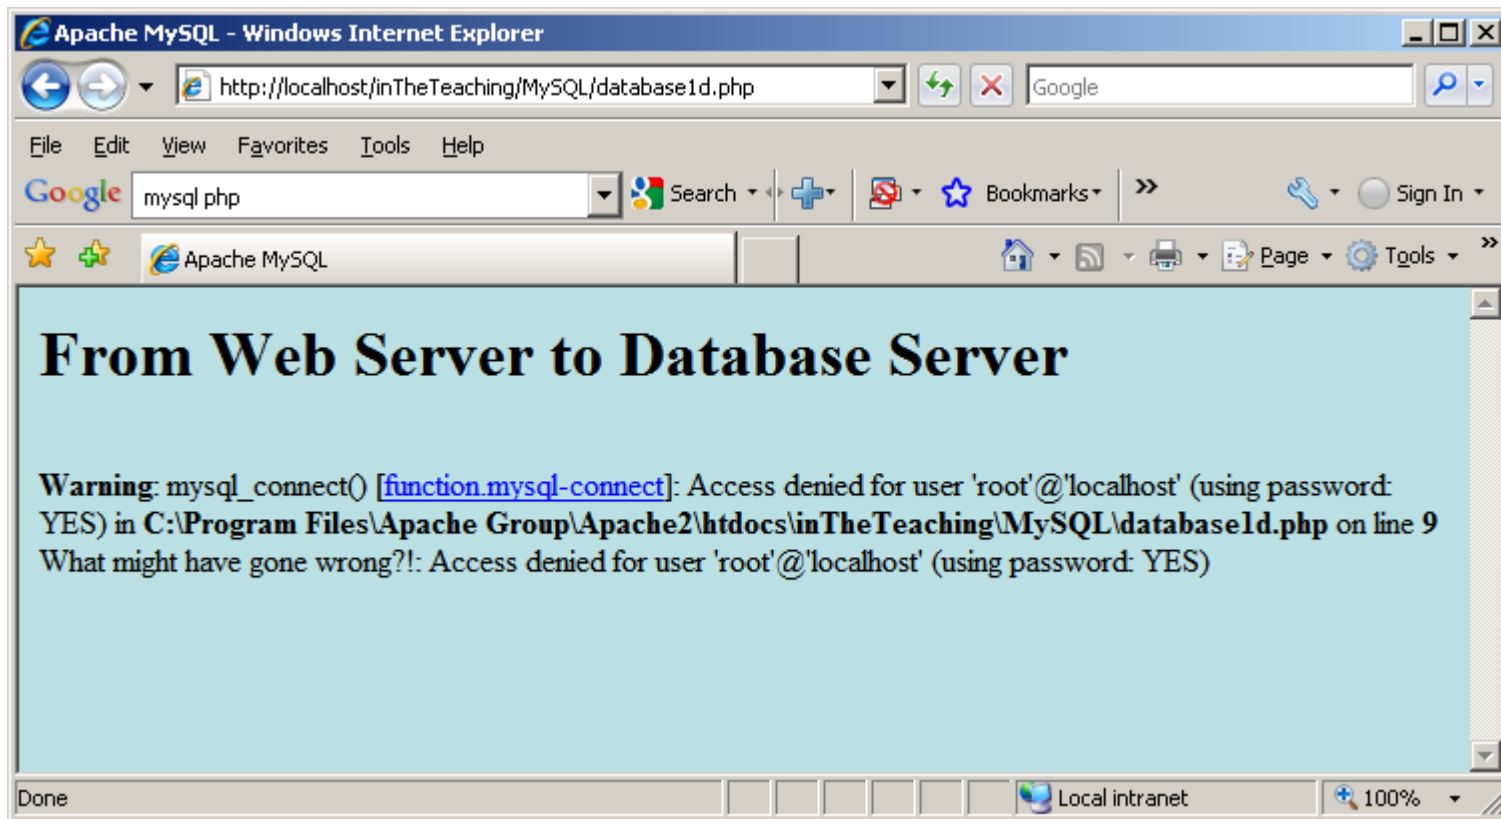 Apache MySQL - Windows Internet Explorer
http://localhost/inTheTeaching/MySQL/database1d.php
Google
File Edit View Favorites Tools Help
Google mysql php Search Bookmarks >> Sign In
Apache MySQL Page Tools >>
From Web Server to Database Server
Warning: mysql_connect() [function.mysql-connect]: Access denied for user 'root'@'localhost' (using password:
YES) in C:\Program Files\Apache Group\Apache2\htdocs\inTheTeaching\MySQL\database1d.php on line 9
What might have gone wrong?!: Access denied for user 'root'@'localhost' (using password: YES)
Done Local intranet 100%